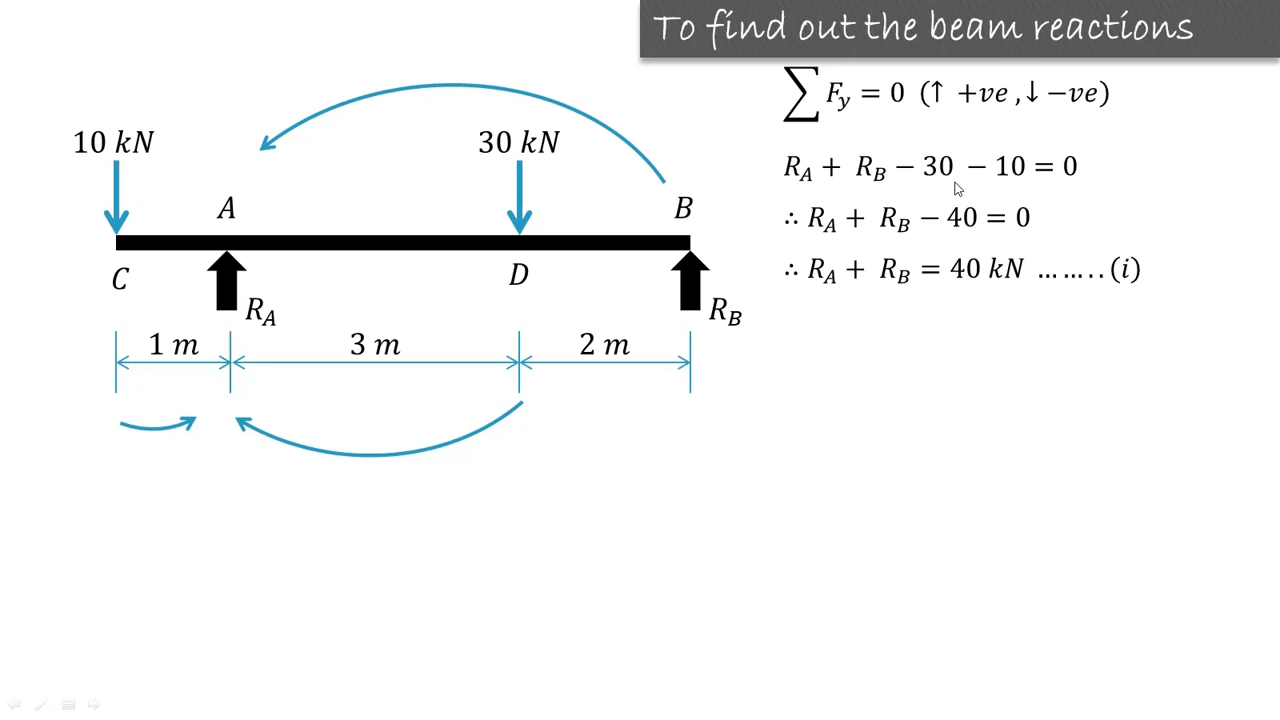 To find out the beam reactions
∑ F_y = 0 (↑ +ve ,↓ −ve)
10 kN
30 kN
R_A + R_B − 30 − 10 = 0
A
B
∴ R_A + R_B − 40 = 0
C
D
∴ R_A + R_B = 40 kN … … . . (i)
R_A
R_B
1 m
3 m
2 m